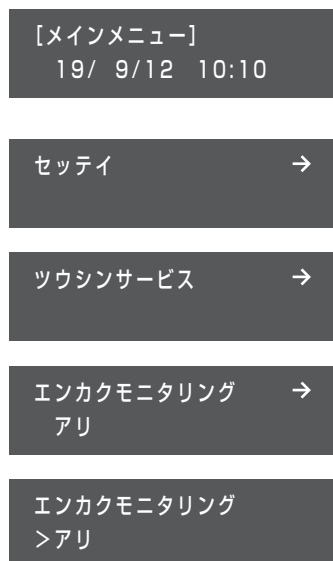 [メインメニュー]
19/ 9/12 10:10
セッテイ →
ツウシンサービス →
エンカクモニタリング →
アリ
エンカクモニタリング
＞アリ